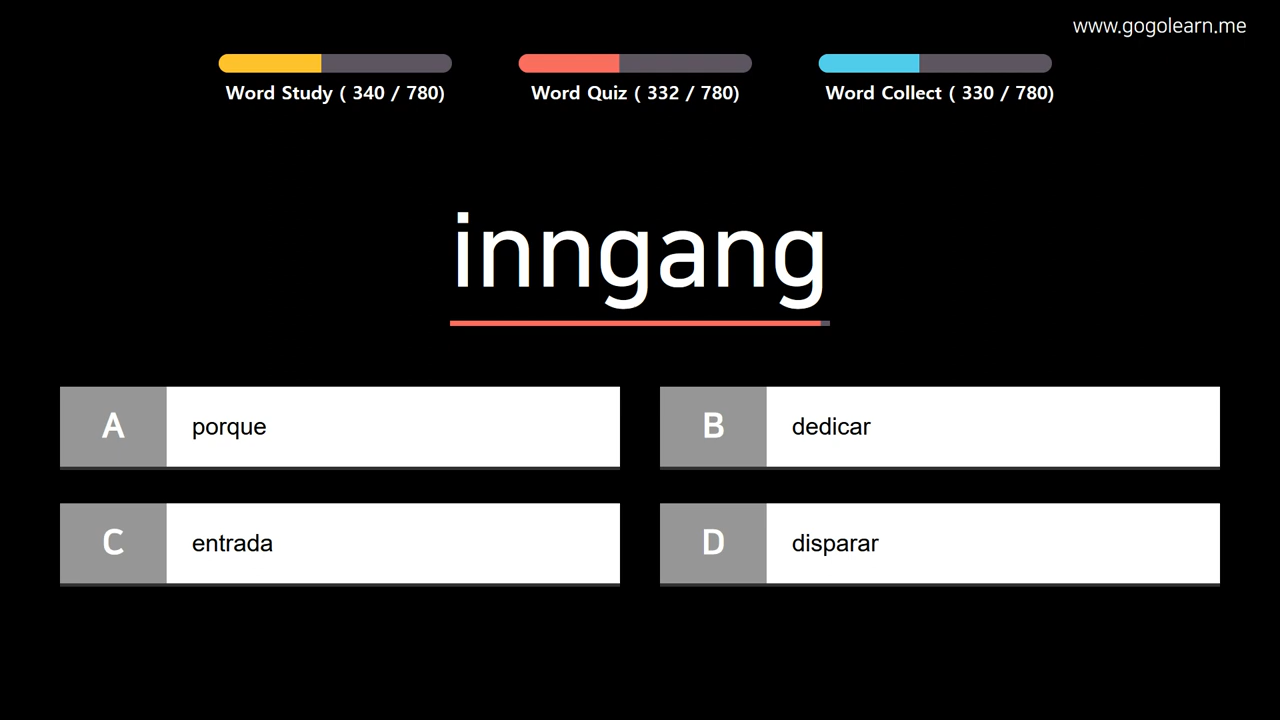 www.gogolearn.me
Word Study ( 340 / 780)
Word Quiz ( 332 / 780)
Word Collect ( 330 / 780)
inngang
A porque
B dedicar
C entrada
D disparar